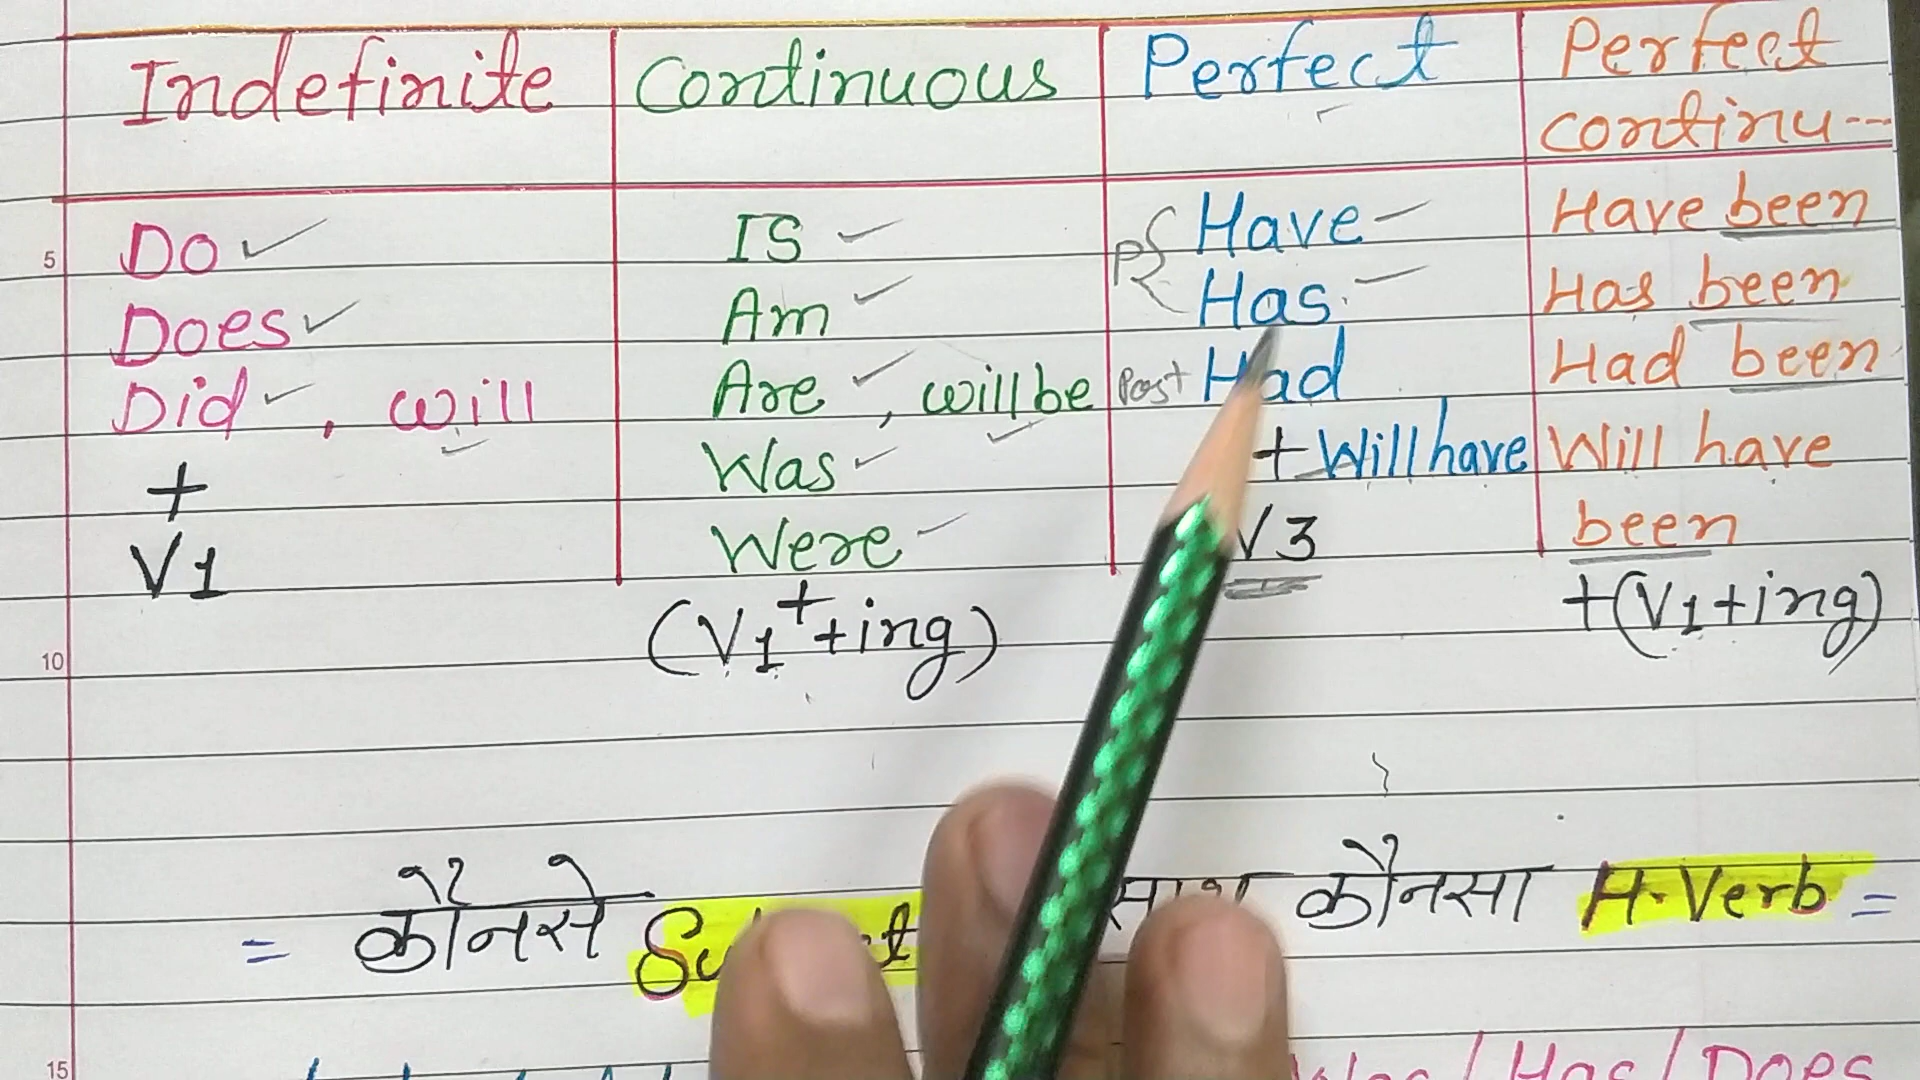 Indefinite Continuous Perfect Perfect
continu---
Do ✓ IS ✓ Have ✓ Have been
Does ✓ Am ✓ Has ✓ Has been
Did ✓, will ✓ Are ✓, will be ✓ Past Had Had been
+ Was ✓ + Will have Will have
V1 Were ✓ V3 been
+ +(V1+ing)
(V1+ing)
= कौनसे कौनसा H.Verb =
Has / Does
5
10
15